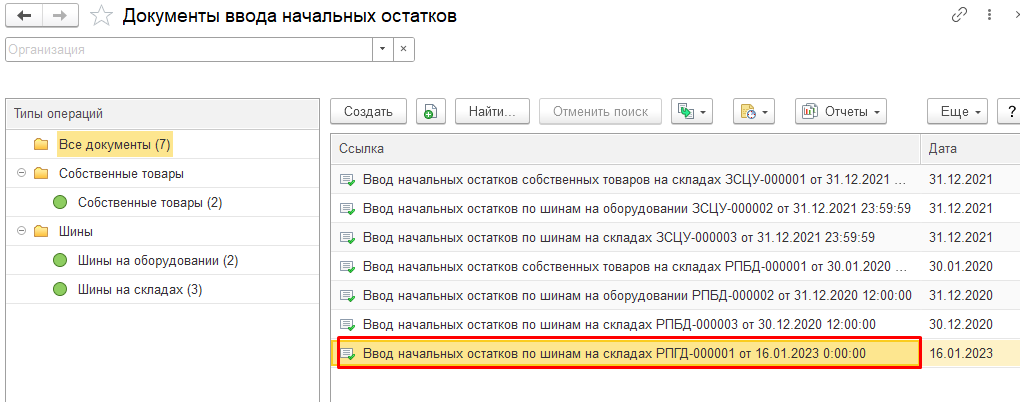 Документы ввода начальных остатков
Организация
Типы операций
Все документы (7)
Собственные товары
Собственные товары (2)
Шины
Шины на оборудовании (2)
Шины на складах (3)
Создать Найти... Отменить поиск Отчеты Еще ?
Ссылка Дата
Ввод начальных остатков собственных товаров на складах ЗСЦУ-000001 от 31.12.2021 ... 31.12.2021
Ввод начальных остатков по шинам на оборудовании ЗСЦУ-000002 от 31.12.2021 23:59:59 31.12.2021
Ввод начальных остатков по шинам на складах ЗСЦУ-000003 от 31.12.2021 23:59:59 31.12.2021
Ввод начальных остатков собственных товаров на складах РПБД-000001 от 30.01.2020 ... 30.01.2020
Ввод начальных остатков по шинам на оборудовании РПБД-000002 от 31.12.2020 12:00:00 31.12.2020
Ввод начальных остатков по шинам на складах РПБД-000003 от 30.12.2020 12:00:00 30.12.2020
Ввод начальных остатков по шинам на складах РПГД-000001 от 16.01.2023 0:00:00 16.01.2023